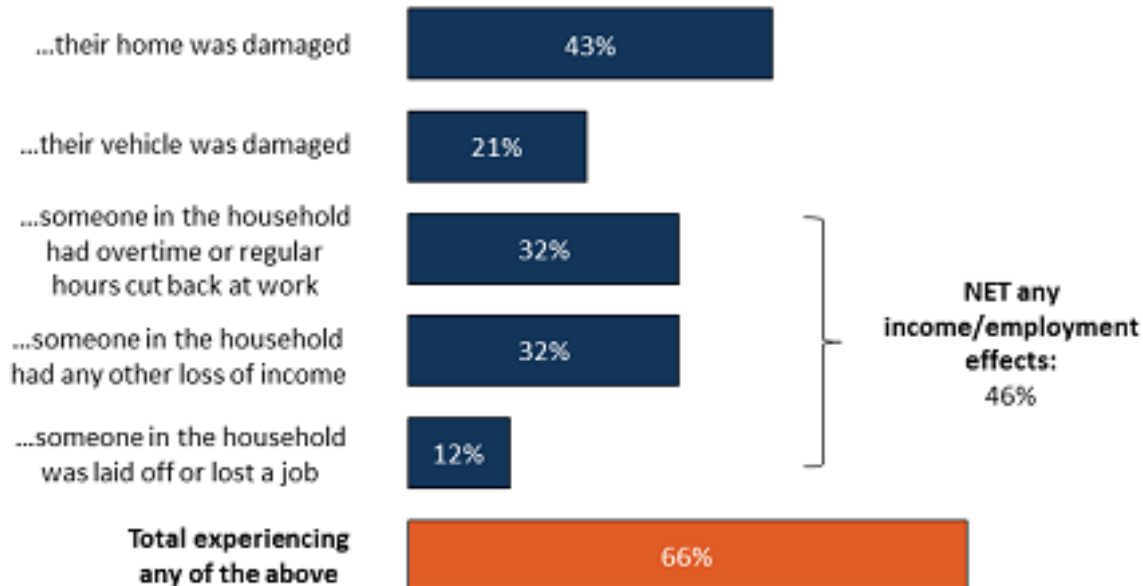 ...their home was damaged
43%
...their vehicle was damaged
21%
...someone in the household
had overtime or regular
hours cut back at work
32%
...someone in the household
had any other loss of income
32%
...someone in the household
was laid off or lost a job
12%
NET any
income/employment
effects:
46%
Total experiencing
any of the above
66%